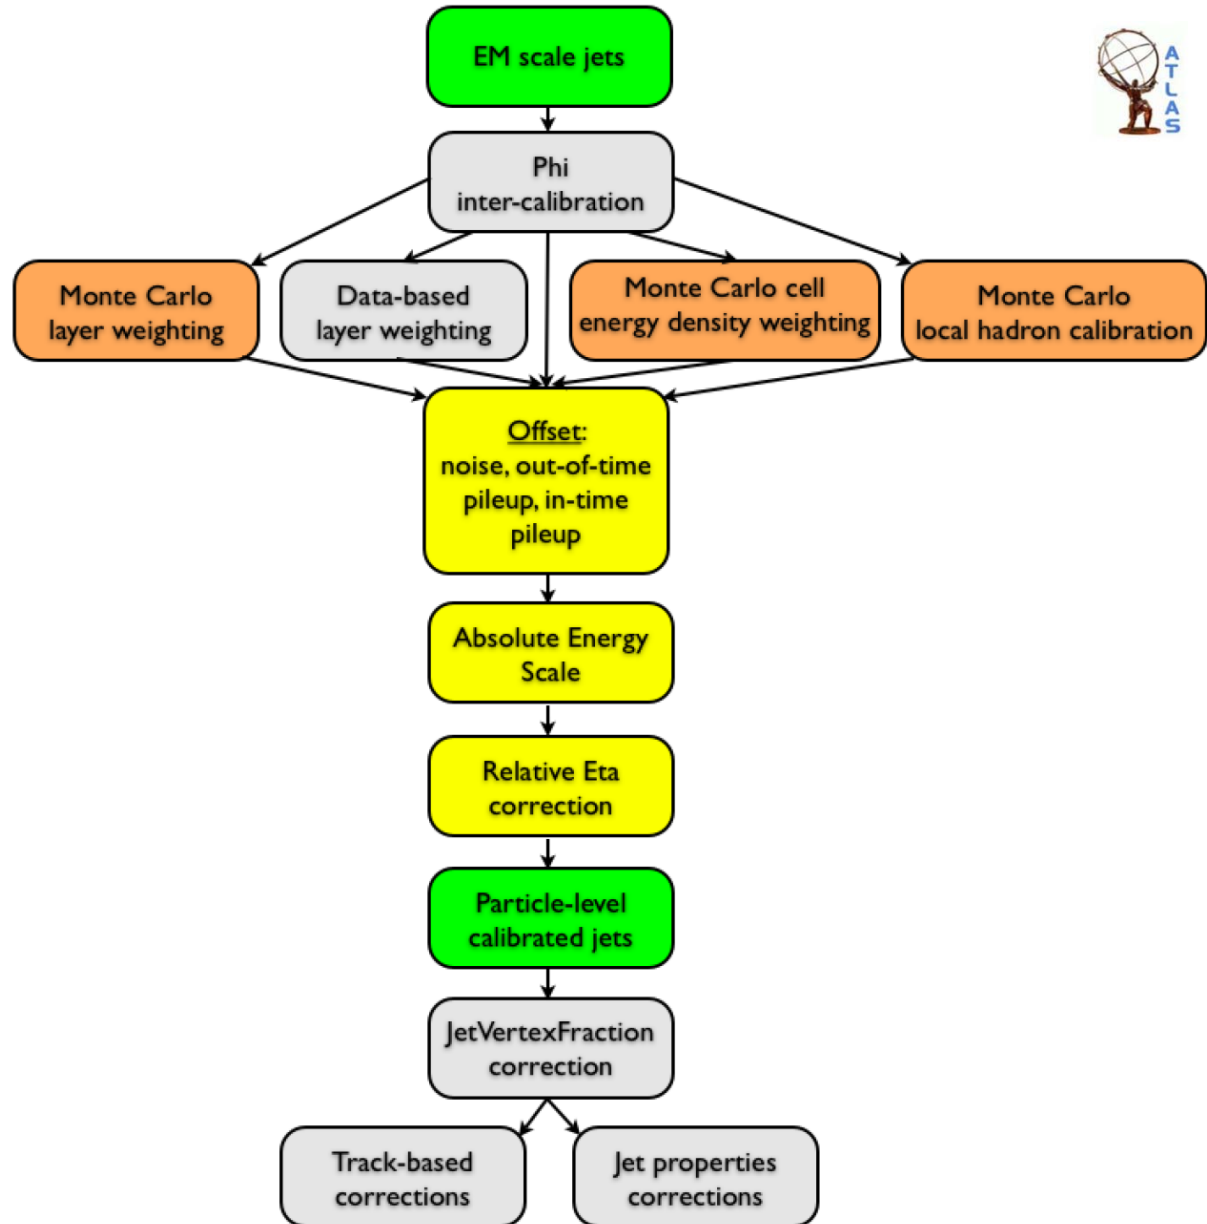 EM scale jets
ATLAS
Phi
inter-calibration
Monte Carlo
layer weighting
Data-based
layer weighting
Monte Carlo cell
energy density weighting
Monte Carlo
local hadron calibration
Offset:
noise, out-of-time
pileup, in-time
pileup
Absolute Energy
Scale
Relative Eta
correction
Particle-level
calibrated jets
JetVertexFraction
correction
Track-based
corrections
Jet properties
corrections